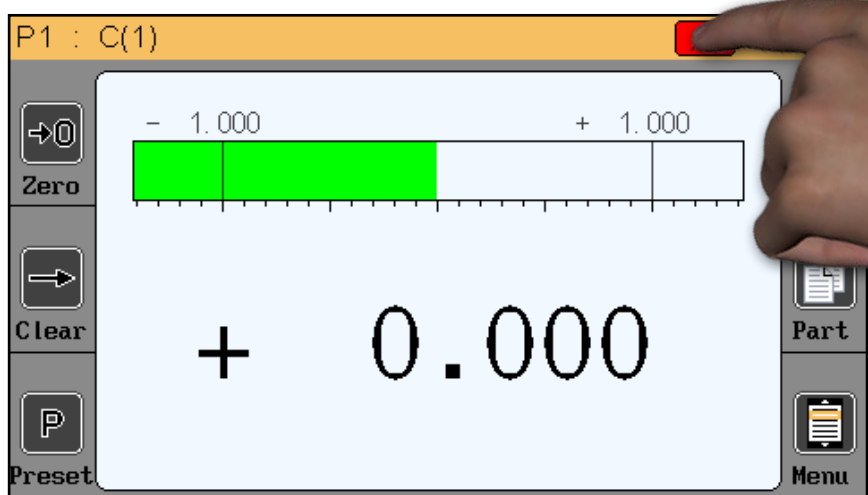 P1 : C(1)
Zero
- 1.000
+ 1.000
Clear
+ 0.000
Part
P
Preset
Menu